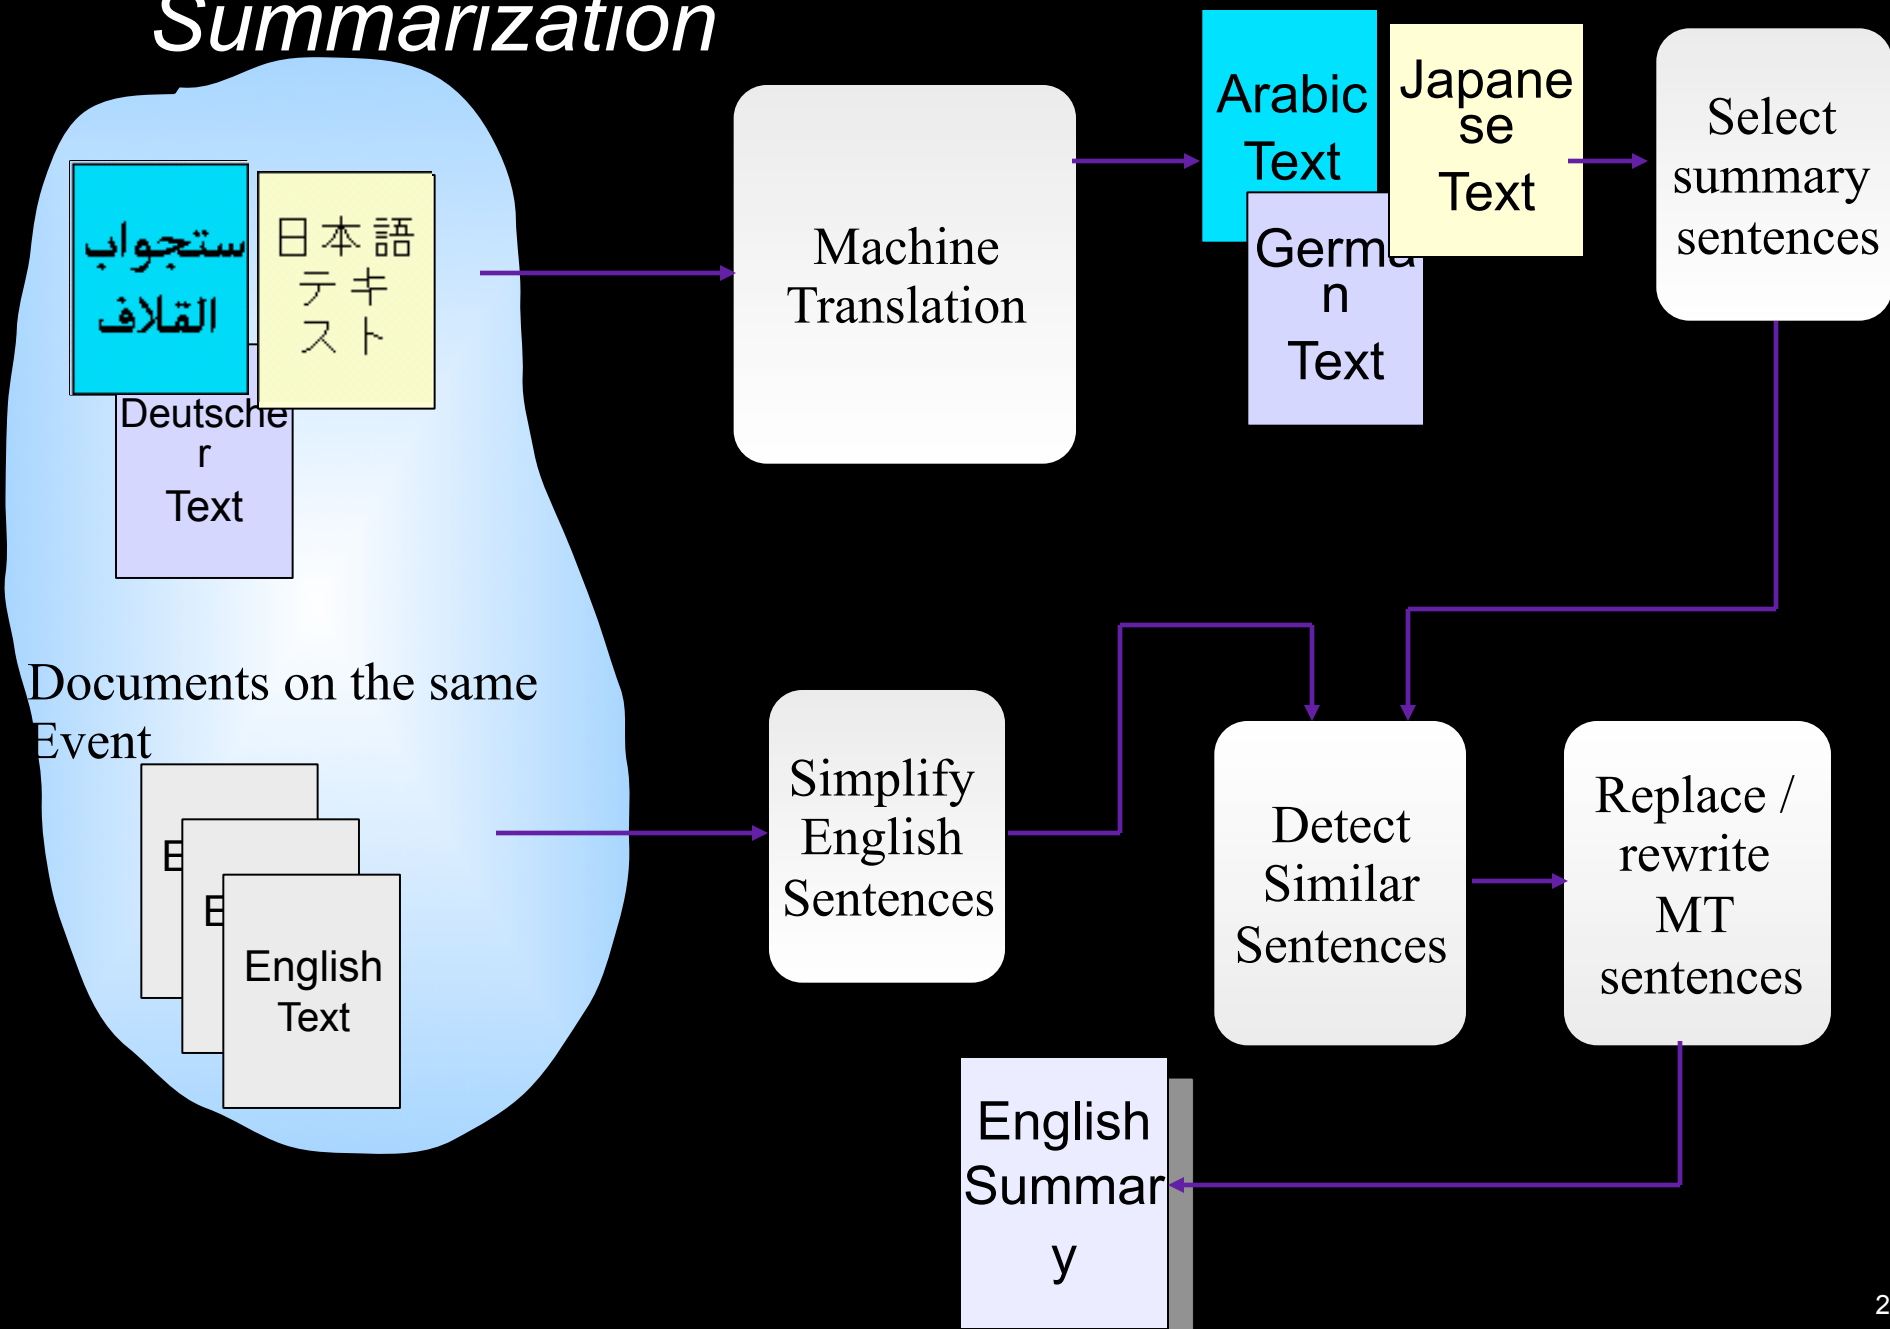 Summarization
ستجواب
القلاف
日本語
テキ
スト
Deutsche
r
Text
Documents on the same
Event
E
E
English
Text
Machine
Translation
Arabic
Text
Japane
se
Text
Germa
n
Text
Select
summary
sentences
Simplify
English
Sentences
Detect
Similar
Sentences
Replace /
rewrite
MT
sentences
English
Summar
y
2